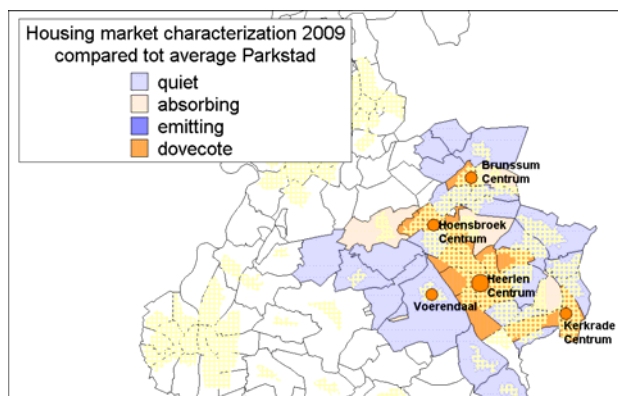 Housing market characterization 2009
compared tot average Parkstad
quiet
absorbing
emitting
dovecote
Brunssum
Centrum
Hoensbroek
Centrum
Heerlen
Centrum
Voerendaal
Kerkrade
Centrum